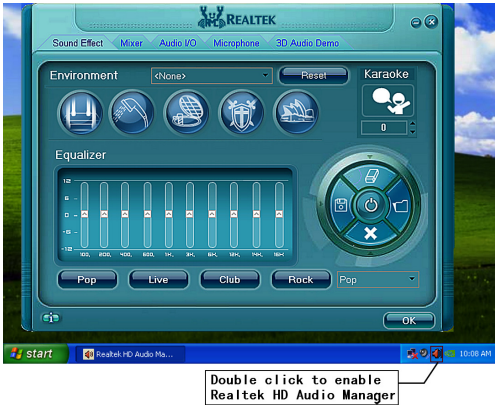 REALTEK
Sound Effect Mixer Audio I/O Microphone 3D Audio Demo
Environment <None> Reset Karaoke
0
Equalizer
12
6
0
-6
-12
100, 200, 400, 600, 1K, 3K, 6K, 12K, 14K, 16K
Pop Live Club Rock Pop
i
OK
start Realtek HD Audio Ma... 10:08 AM
Double click to enable
Realtek HD Audio Manager